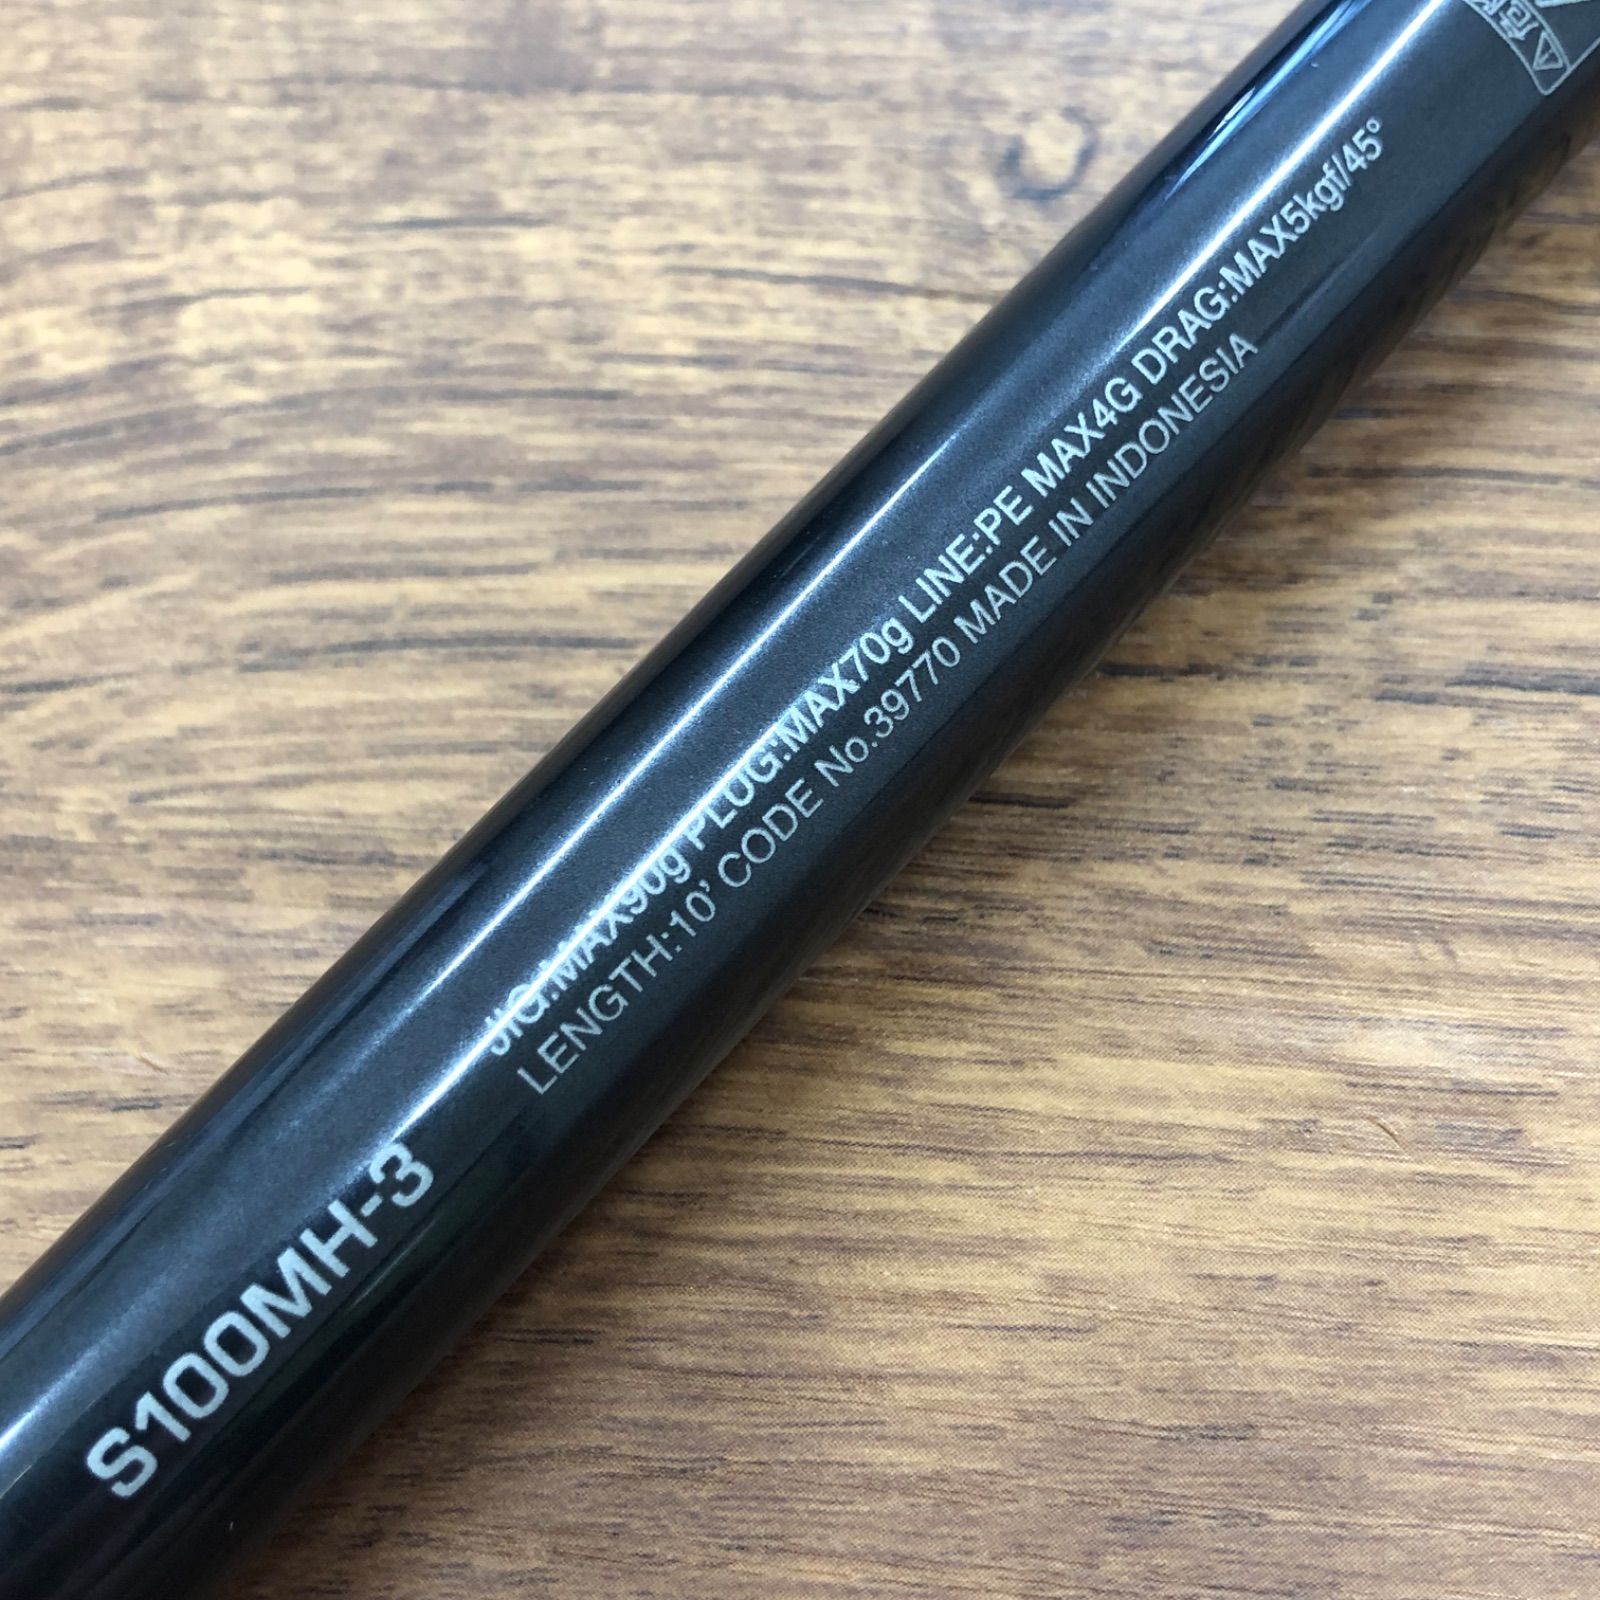 S100MH-3
JIG:MAX90g PLUG:MAX70g LINE:PE MAX4G DRAG:MAX5kgf/45°
LENGTH:10' CODE No.39770 MADE IN INDONESIA